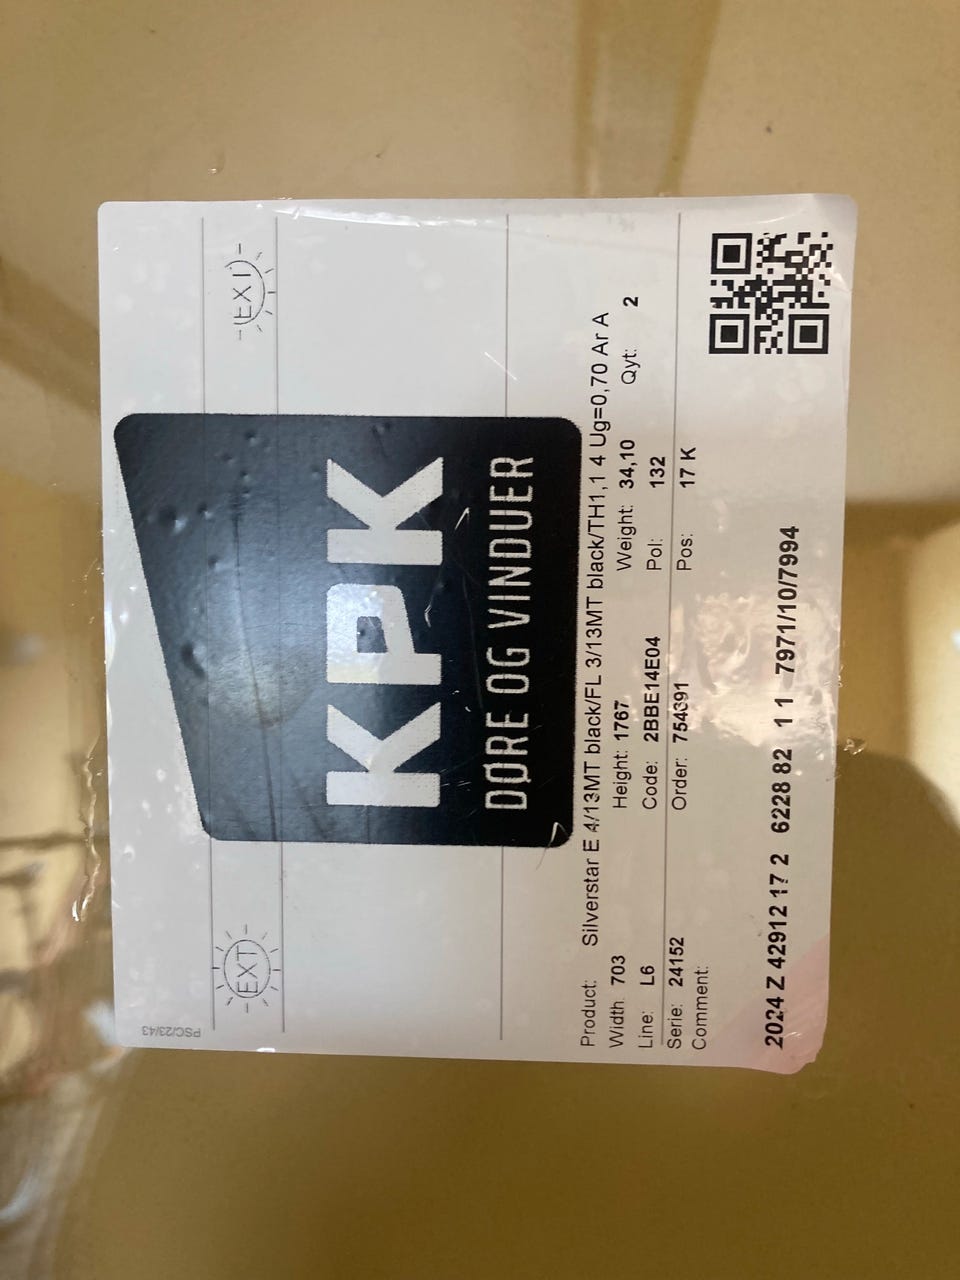 PSC/23/43
EXT EXT
KPK
DØRE OG VINDUER
Product: Silverstar E 4/13MT black/FL 3/13MT black/TH1,1 4 Ug=0,70 Ar A
Width: 703 Height: 1767 Weight: 34,10 Qyt: 2
Line: L6 Code: 2BBE14E04 Pol: 132
Serie: 24152 Order: 754391 Pos: 17 K
Comment:
2024 Z 42912 17 2 6228 82 1 1 7971/10/7994